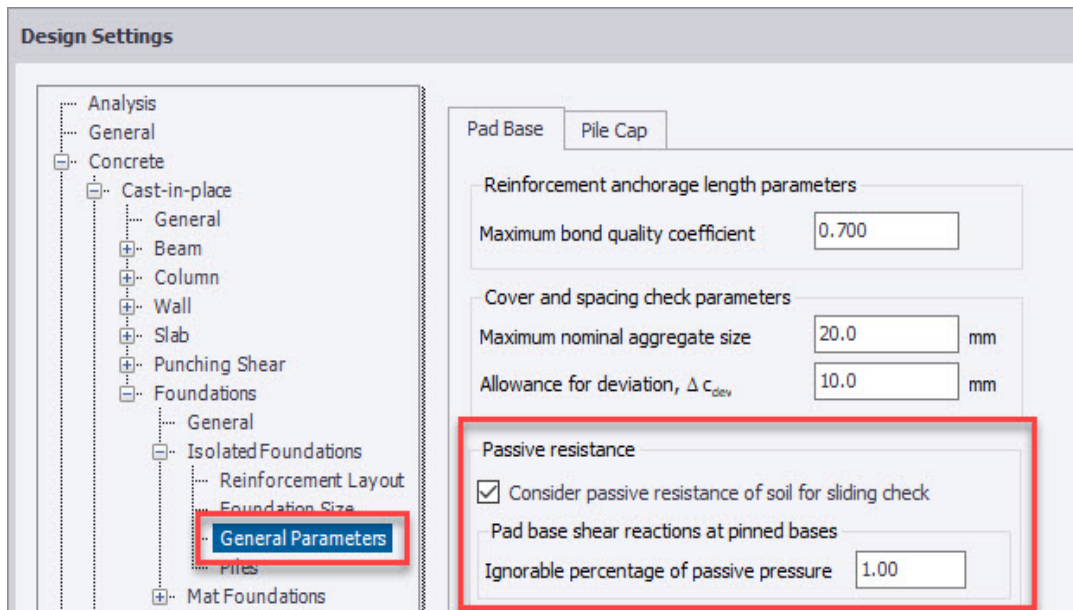 Design Settings
Analysis
General
Concrete
Cast-in-place
General
Beam
Column
Wall
Slab
Punching Shear
Foundations
General
Isolated Foundations
Reinforcement Layout
Foundation Size
General Parameters
Piles
Mat Foundations
Pad Base
Pile Cap
Reinforcement anchorage length parameters
Maximum bond quality coefficient 0.700
Cover and spacing check parameters
Maximum nominal aggregate size 20.0 mm
Allowance for deviation, Δ c_dev 10.0 mm
Passive resistance
Consider passive resistance of soil for sliding check
Pad base shear reactions at pinned bases
Ignorable percentage of passive pressure 1.00